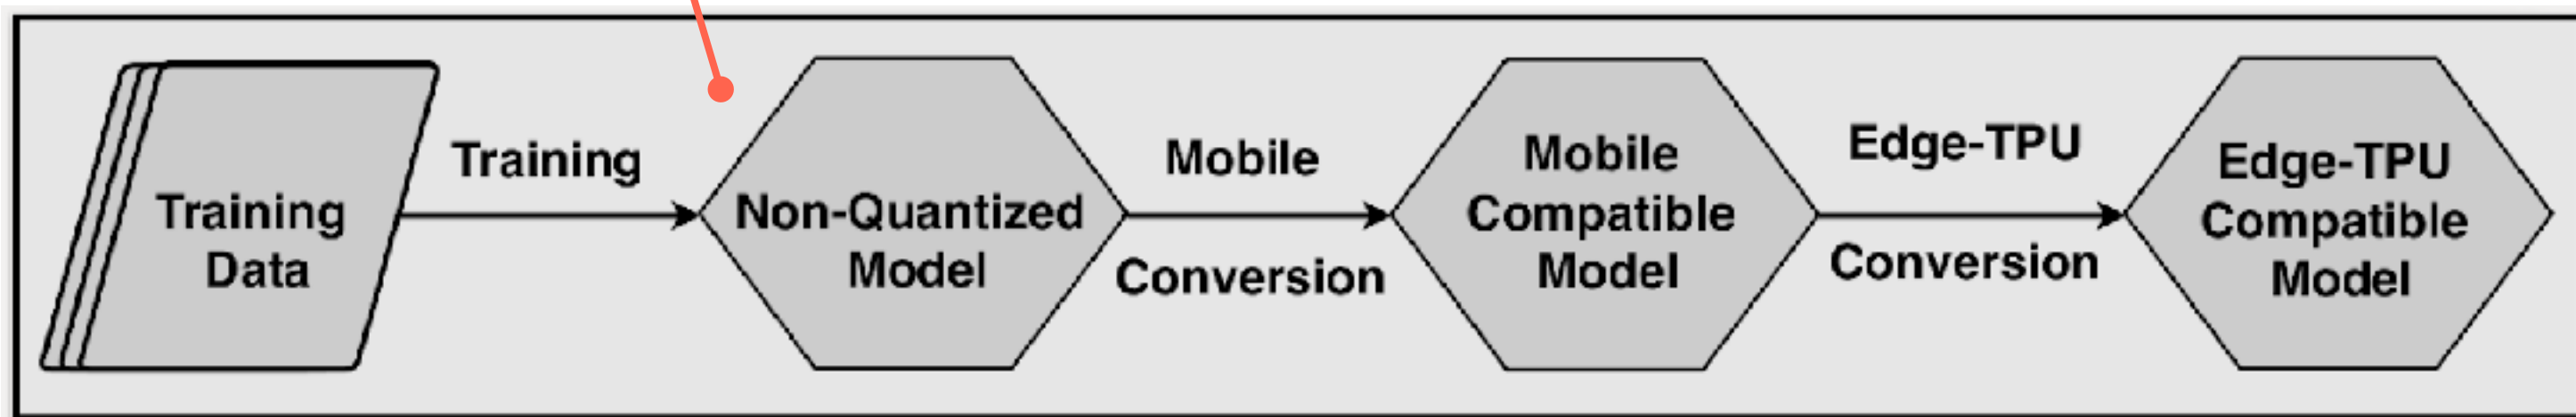 Training
Data
Training
Non-Quantized
Model
Mobile
Conversion
Mobile
Compatible
Model
Edge-TPU
Conversion
Edge-TPU
Compatible
Model